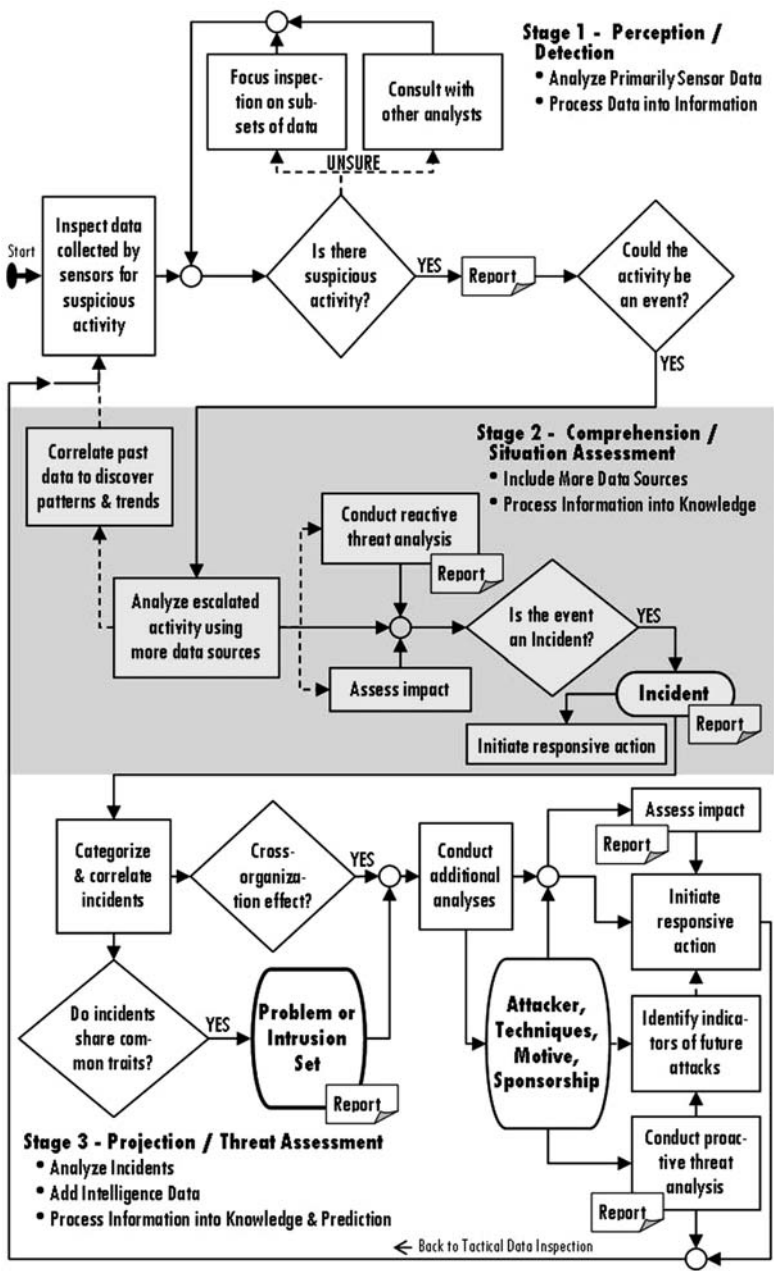 Stage 1 - Perception /
Detection
• Analyze Primarily Sensor Data
• Process Data into Information
Focus inspec-
tion on sub-
sets of data
Consult with
other analysts
UNSURE
Start
Inspect data
collected by
sensors for
suspicious
activity
Is there
suspicious
activity?
YES
Report
Could the
activity be
an event?
YES
Stage 2 - Comprehension /
Situation Assessment
• Include More Data Sources
• Process Information into Knowledge
Correlate past
data to discover
patterns & trends
Conduct reactive
threat analysis
Report
Analyze escalated
activity using
more data sources
Is the event
an Incident?
YES
Assess impact
Incident
Report
Initiate responsive action
Categorize
& correlate
incidents
Cross-
organiza-
tion effect?
YES
Conduct
additional
analyses
Assess impact
Report
Initiate
responsive
action
Do incidents
share com-
mon traits?
YES
Problem or
Intrusion
Set
Report
Attacker,
Techniques,
Motive,
Sponsorship
Identify indica-
tors of future
attacks
Conduct proac-
tive threat
analysis
Report
Stage 3 - Projection / Threat Assessment
• Analyze Incidents
• Add Intelligence Data
• Process Information into Knowledge & Prediction
← Back to Tactical Data Inspection